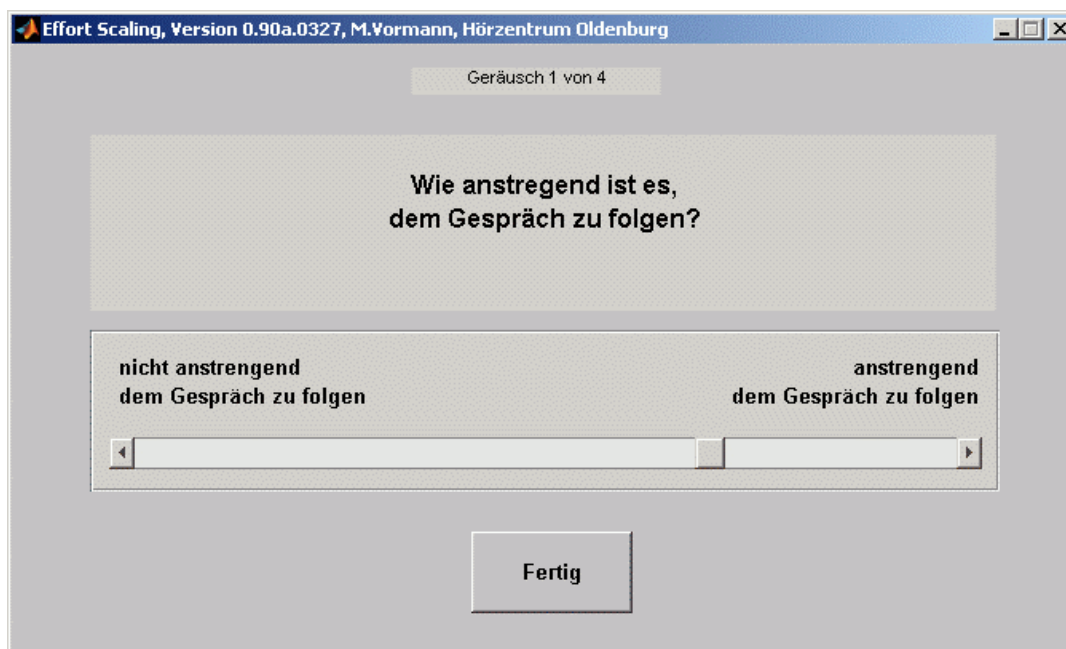 Effort Scaling, Version 0.90a.0327, M.Vormann, Hörzentrum Oldenburg
Geräusch 1 von 4
Wie anstregend ist es,
dem Gespräch zu folgen?
nicht anstrengend
dem Gespräch zu folgen
anstrengend
dem Gespräch zu folgen
Fertig